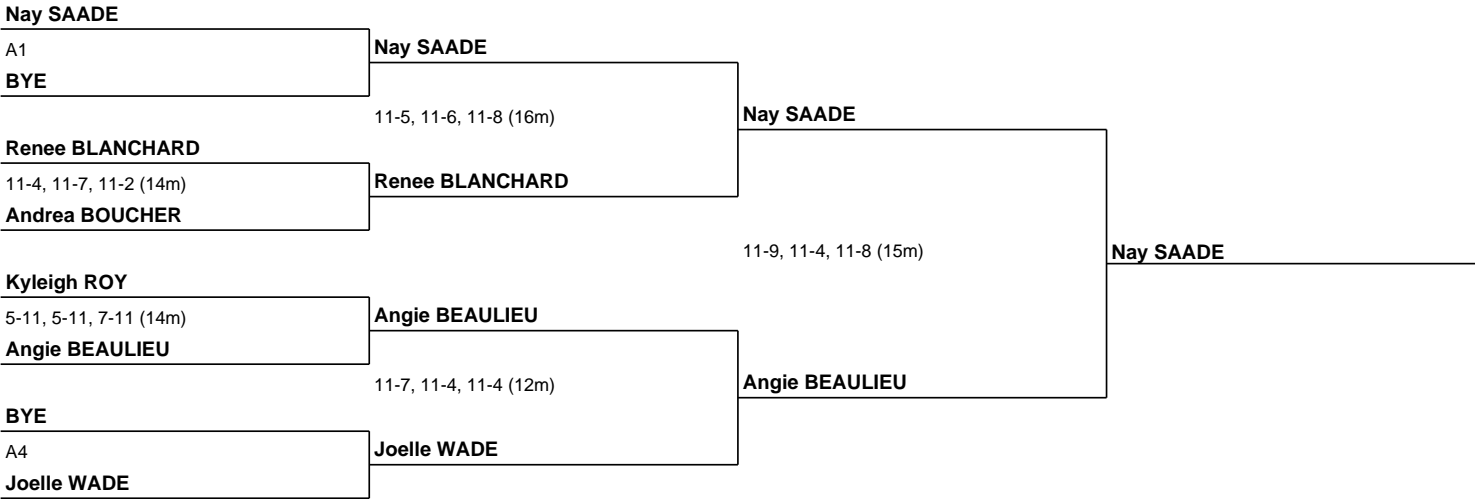 Nay SAADE
A1
BYE
Renee BLANCHARD
11-4, 11-7, 11-2 (14m)
Andrea BOUCHER
Kyleigh ROY
5-11, 5-11, 7-11 (14m)
Angie BEAULIEU
BYE
A4
Joelle WADE
Nay SAADE
11-5, 11-6, 11-8 (16m)
Renee BLANCHARD
Angie BEAULIEU
11-7, 11-4, 11-4 (12m)
Joelle WADE
Nay SAADE
11-9, 11-4, 11-8 (15m)
Angie BEAULIEU
Nay SAADE